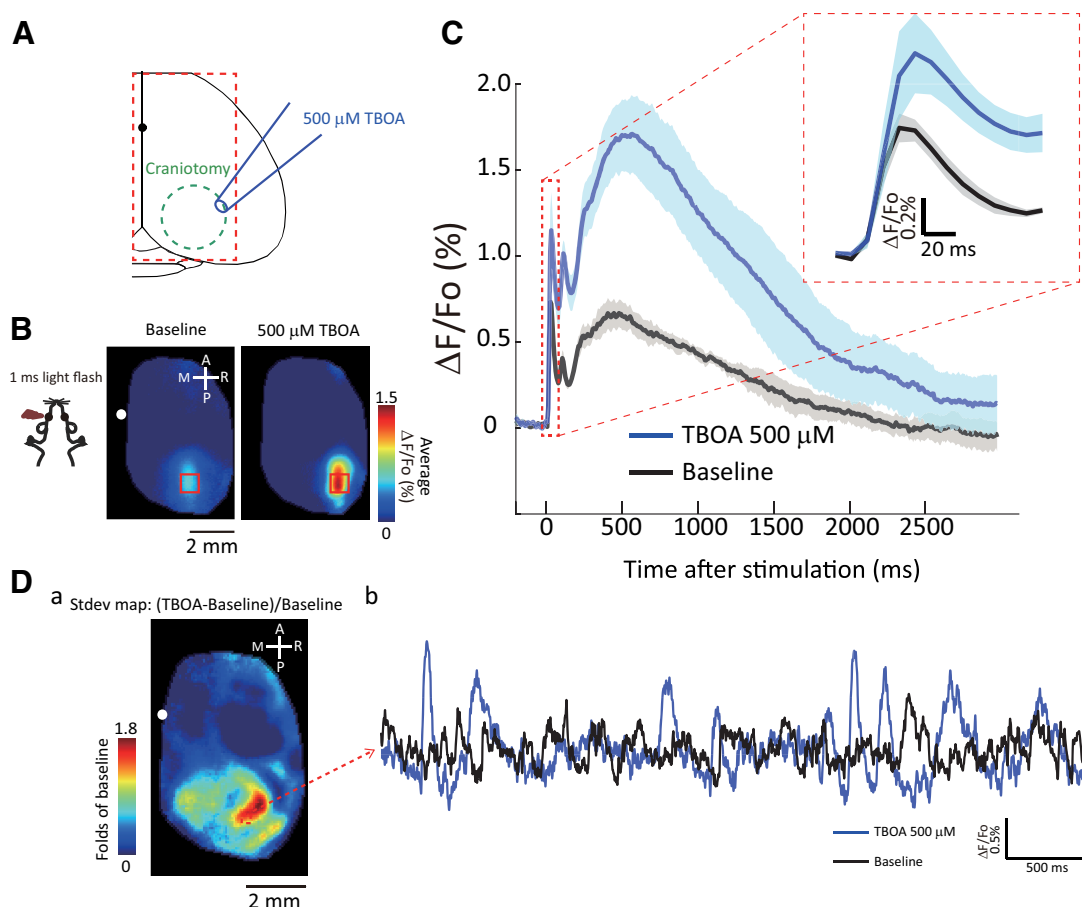 A
500 μM TBOA
Craniotomy
B
Baseline
500 μM TBOA
1 ms light flash
A
M
R
P
1.5
Average
ΔF/Fo (%)
0
2 mm
C
2.0
1.5
1.0
0.5
0
ΔF/Fo (%)
0
500
1000
1500
2000
2500
Time after stimulation (ms)
TBOA 500 μM
Baseline
ΔF/Fo
0.2%
20 ms
D
a
Stdev map: (TBOA-Baseline)/Baseline
A
M
R
P
1.8
Folds of baseline
0
2 mm
b
TBOA 500 μM
Baseline
ΔF/Fo
0.5%
500 ms